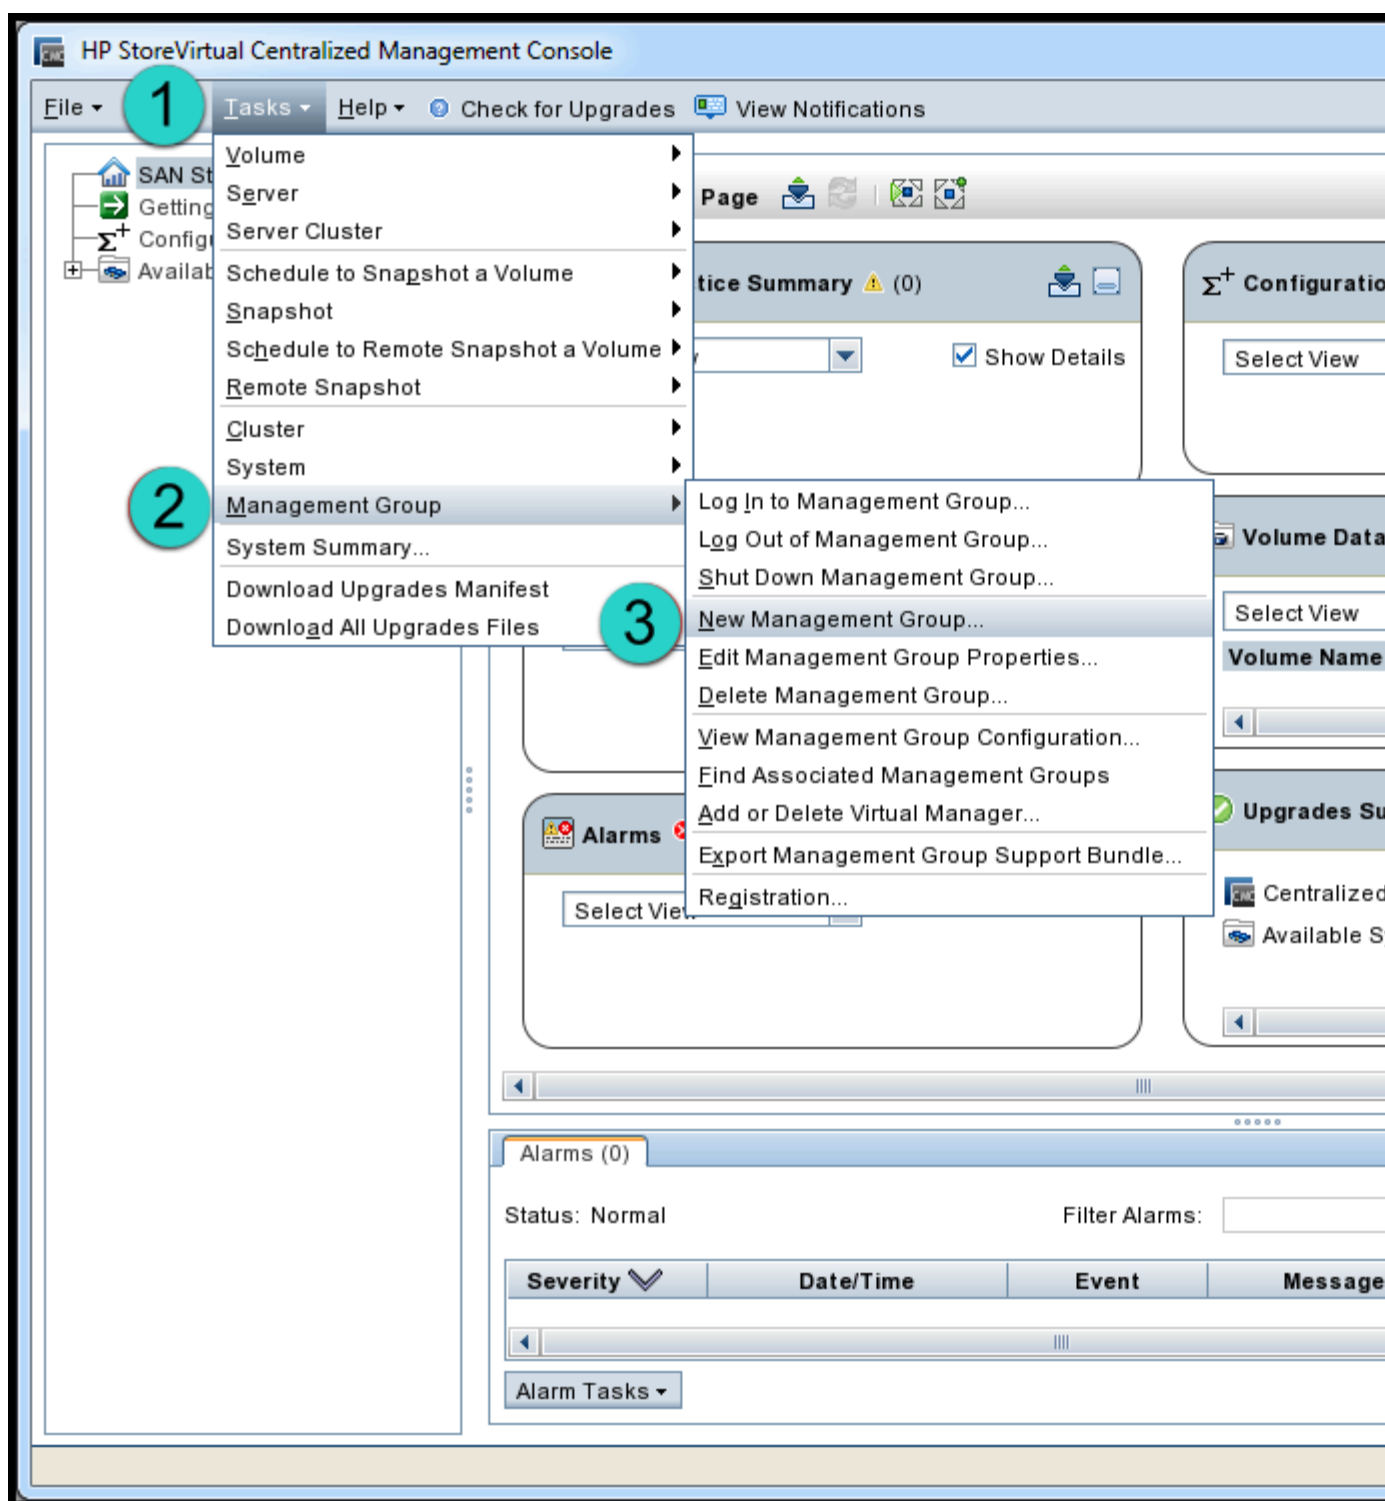 HP StoreVirtual Centralized Management Console
File
1
Tasks
Help
Check for Upgrades
View Notifications
Volume
Server
Server Cluster
Schedule to Snapshot a Volume
Snapshot
Schedule to Remote Snapshot a Volume
Remote Snapshot
Cluster
System
2
Management Group
System Summary...
Download Upgrades Manifest
Download All Upgrades Files
3
Log In to Management Group...
Log Out of Management Group...
Shut Down Management Group...
New Management Group...
Edit Management Group Properties...
Delete Management Group...
View Management Group Configuration...
Find Associated Management Groups
Add or Delete Virtual Manager...
Export Management Group Support Bundle...
Registration...
SAN St
Getting
Config
Availab
Page
tice Summary (0)
Show Details
Σ+ Configuratio
Select View
Volume Data
Select View
Volume Name
Alarms
Select View
Upgrades Su
Centralized
Available S
Alarms (0)
Status: Normal
Filter Alarms:
Severity
Date/Time
Event
Message
Alarm Tasks